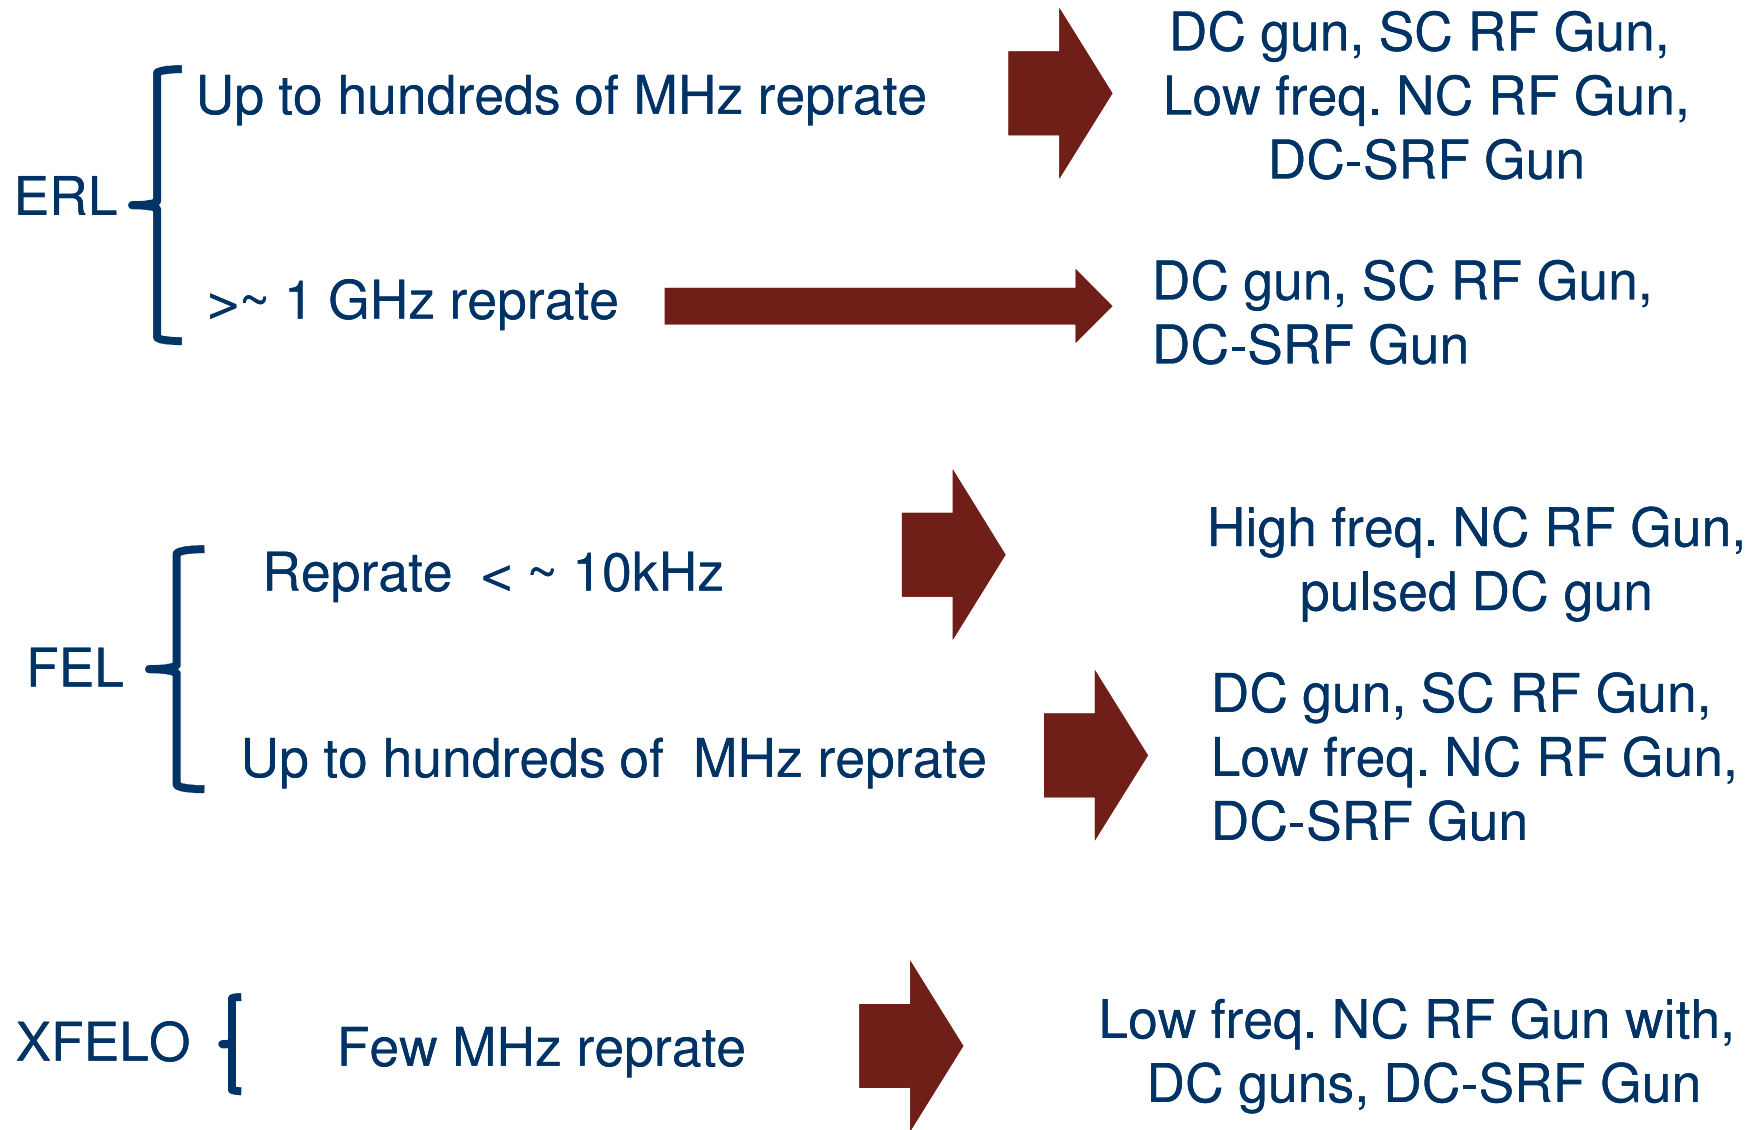 ERL
Up to hundreds of MHz reprate
DC gun, SC RF Gun,
Low freq. NC RF Gun,
DC-SRF Gun
>~ 1 GHz reprate
DC gun, SC RF Gun,
DC-SRF Gun
FEL
Reprate < ~ 10kHz
High freq. NC RF Gun,
pulsed DC gun
Up to hundreds of MHz reprate
DC gun, SC RF Gun,
Low freq. NC RF Gun,
DC-SRF Gun
XFELO
Few MHz reprate
Low freq. NC RF Gun with,
DC guns, DC-SRF Gun